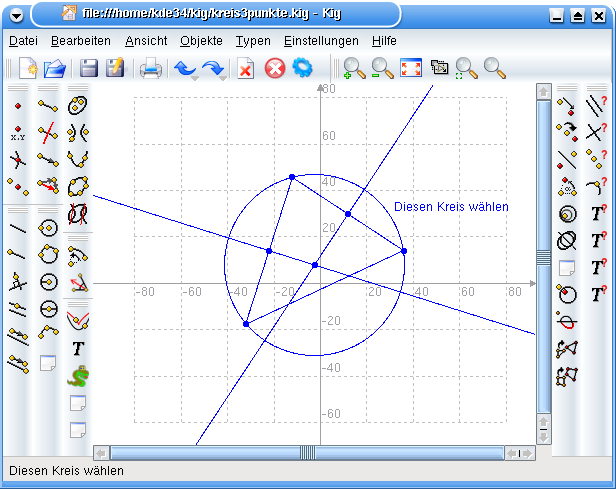 file:///home/kde34/kig/kreis3punkte.kig - Kig
Datei Bearbeiten Ansicht Objekte Typen Einstellungen Hilfe
x,y
T
T?
T?
T?
T?
80
60
40
20
-80 -60 -40 -20 20 40 60 80
-20
-40
-60
Diesen Kreis wählen
Diesen Kreis wählen